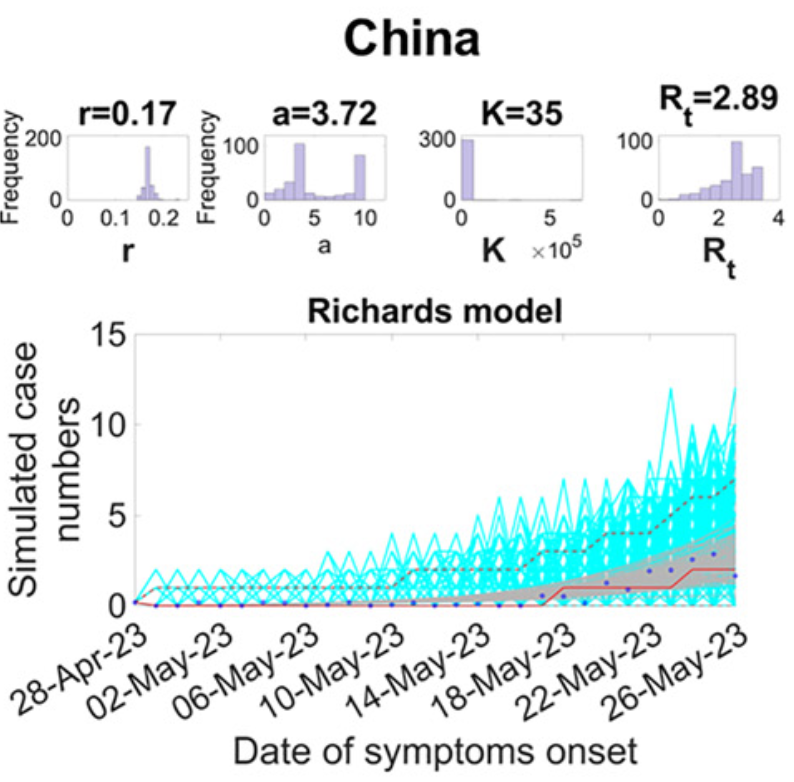 China
r=0.17
a=3.72
K=35
Rt=2.89
Frequency
200
0
0 0.1 0.2
r
Frequency
100
0
0 5 10
a
300
0
0 5
K ×10^5
100
0
0 2 4
Rt
Richards model
Simulated case
numbers
15
10
5
0
28-Apr-23
02-May-23
06-May-23
10-May-23
14-May-23
18-May-23
22-May-23
26-May-23
Date of symptoms onset